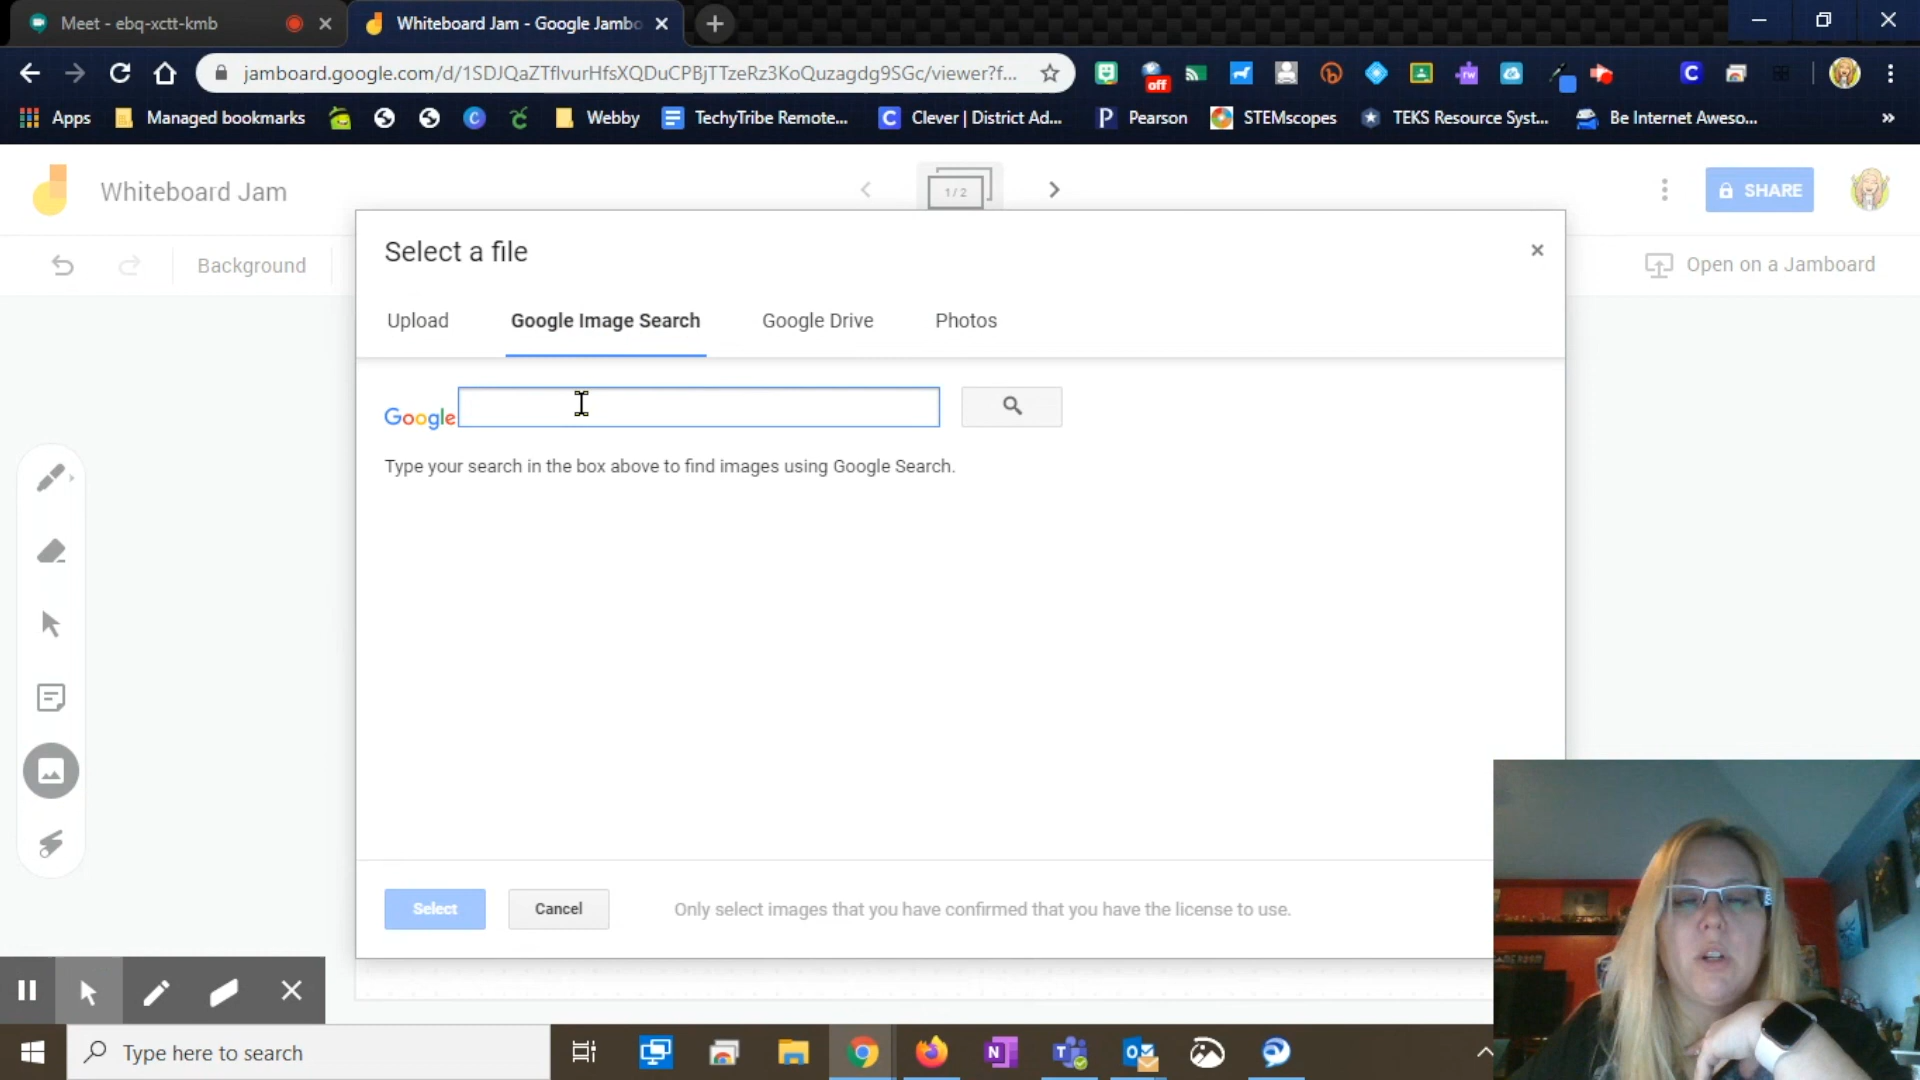 Meet - ebq-xctt-kmb
Whiteboard Jam - Google Jambo
jamboard.google.com/d/1SDJQaZTflvurHfsXQDuCPBjTTzeRz3KoQuzagdg9SGc/viewer?f...
off
rw
C
Apps
Managed bookmarks
Webby
TechyTribe Remote...
Clever | District Ad...
Pearson
STEMscopes
TEKS Resource Syst...
Be Internet Aweso...
»
Whiteboard Jam
1 / 2
SHARE
Background
Open on a Jamboard
Select a file
Upload
Google Image Search
Google Drive
Photos
Google
Type your search in the box above to find images using Google Search.
Select
Cancel
Only select images that you have confirmed that you have the license to use.
Type here to search